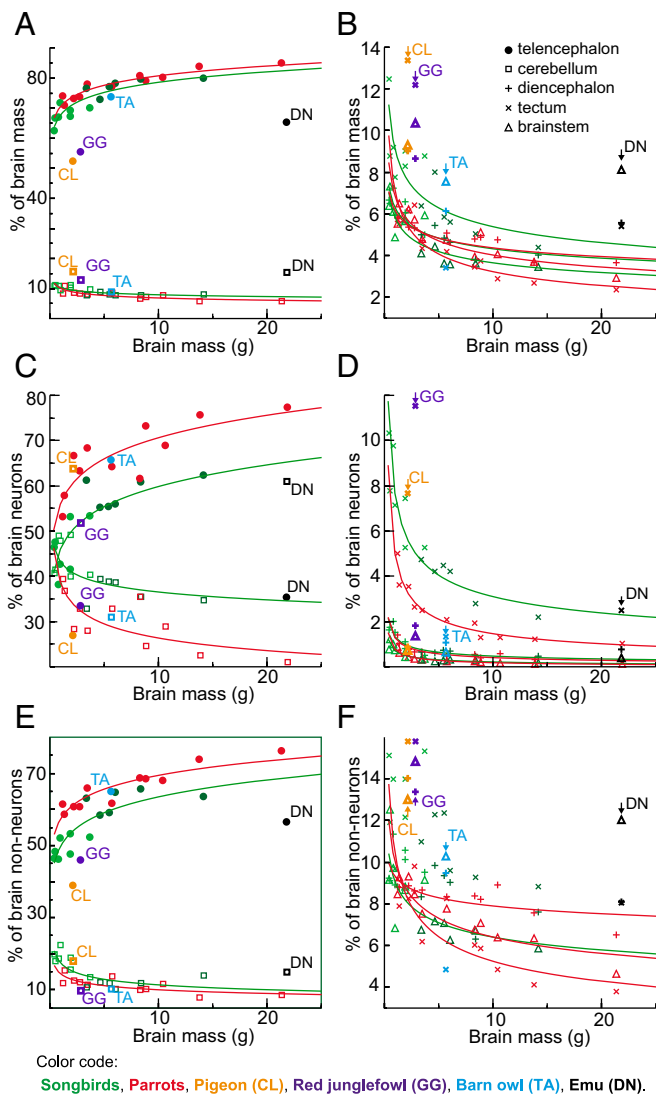 A
% of brain mass
80
40
10
CL
GG
TA
DN
CL
GG
TA
DN
10
20
Brain mass (g)
B
% of brain mass
14
12
10
8
6
4
2
CL
GG
TA
DN
● telencephalon
□ cerebellum
+ diencephalon
× tectum
△ brainstem
10
20
Brain mass (g)
C
% of brain neurons
80
70
60
50
40
30
CL
TA
GG
DN
DN
GG
TA
CL
10
20
Brain mass (g)
D
% of brain neurons
10
8
6
4
2
GG
CL
TA
DN
10
20
Brain mass (g)
E
% of brain non-neurons
70
50
30
10
TA
GG
CL
DN
CL
GG
TA
DN
10
20
Brain mass (g)
F
% of brain non-neurons
14
12
10
8
6
4
GG
CL
TA
DN
10
20
Brain mass (g)
Color code:
Songbirds, Parrots, Pigeon (CL), Red junglefowl (GG), Barn owl (TA), Emu (DN).